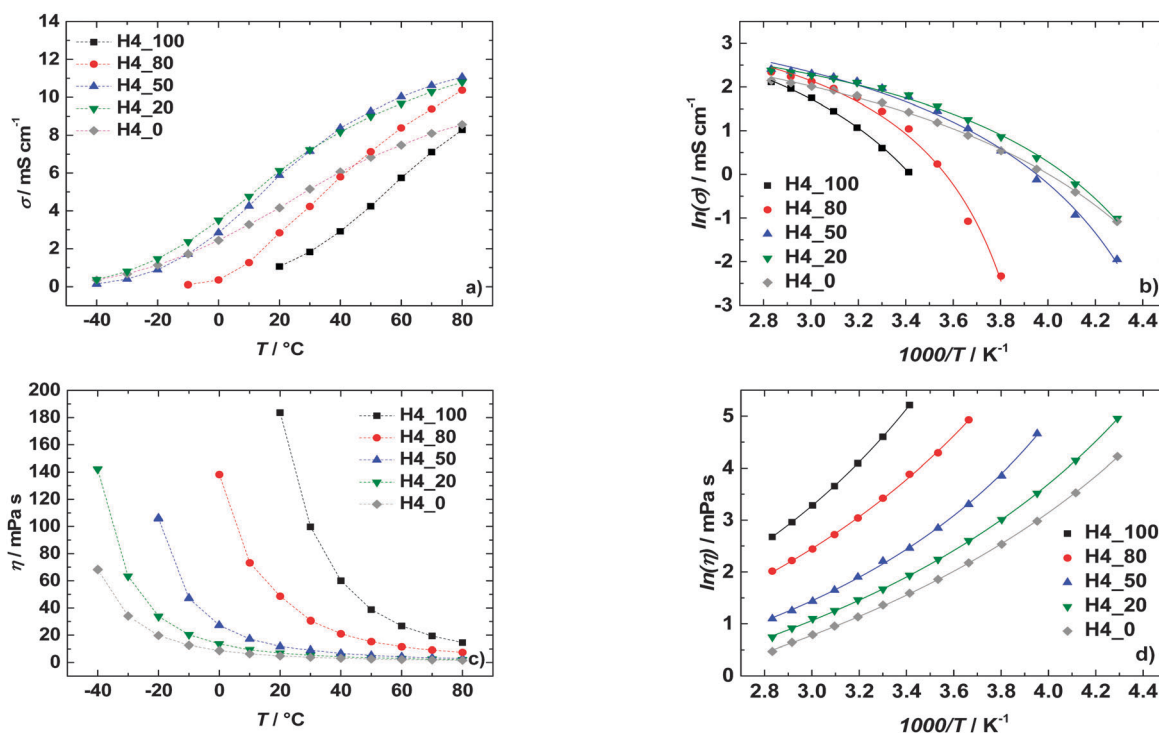 14
12
10
8
6
4
2
0
σ / mS cm⁻¹
H4_100
H4_80
H4_50
H4_20
H4_0
a)
-40 -20 0 20 40 60 80
T / °C
3
2
1
0
-1
-2
-3
ln(σ) / mS cm⁻¹
H4_100
H4_80
H4_50
H4_20
H4_0
b)
2.8 3.0 3.2 3.4 3.6 3.8 4.0 4.2 4.4
1000/T / K⁻¹
200
180
160
140
120
100
80
60
40
20
0
η / mPa s
H4_100
H4_80
H4_50
H4_20
H4_0
c)
-40 -20 0 20 40 60 80
T / °C
5
4
3
2
1
0
ln(η) / mPa s
H4_100
H4_80
H4_50
H4_20
H4_0
d)
2.8 3.0 3.2 3.4 3.6 3.8 4.0 4.2 4.4
1000/T / K⁻¹